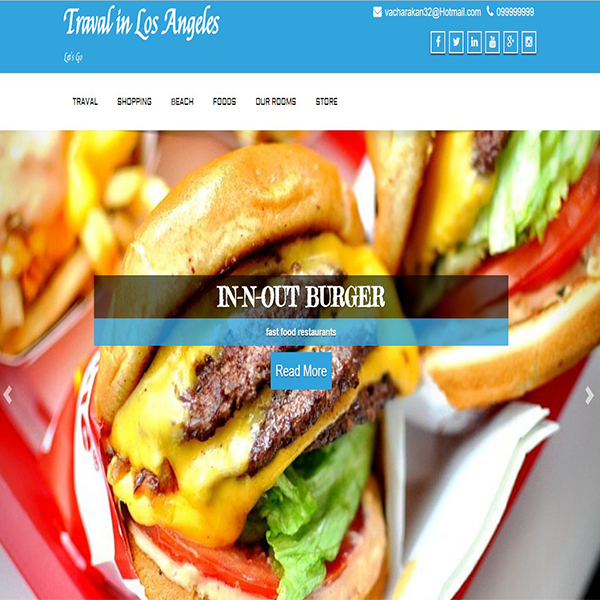 Traval in Los Angeles
Let's Go
vacharakan32@Hotmail.com 099999999
TRAVAL SHOPPING BEACH FOODS OUR ROOMS STORE
IN-N-OUT BURGER
fast food restaurants
Read More